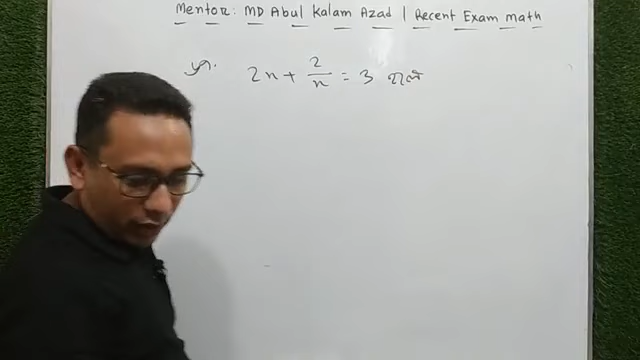 Mentor: MD Abul Kalam Azad | Recent Exam Math
প্র. 2x + 2/x = 3 হলে